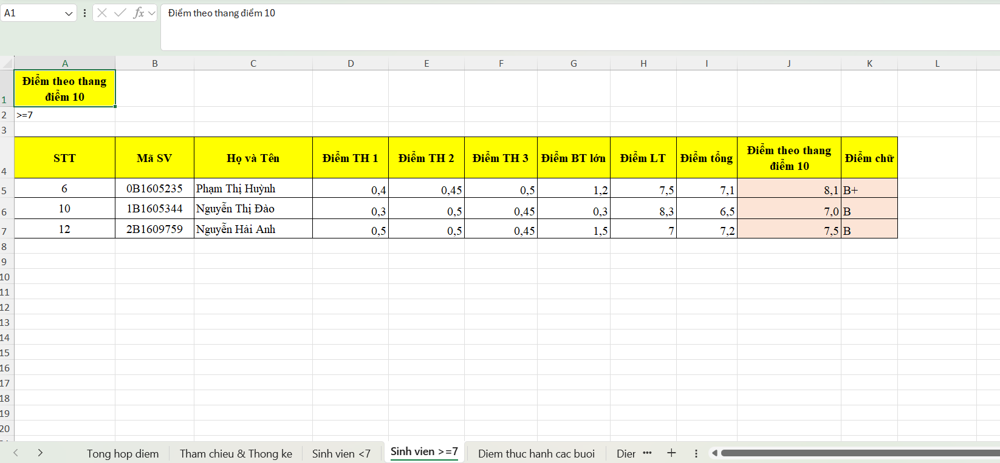 A1
fx
Điểm theo thang điểm 10
A B C D E F G H I J K L
1 Điểm theo thang
điểm 10
2 >=7
3
4 STT Mã SV Họ và Tên Điểm TH 1 Điểm TH 2 Điểm TH 3 Điểm BT lớn Điểm LT Điểm tổng Điểm theo thang điểm 10 Điểm chữ
5 6 0B1605235 Phạm Thị Huỳnh 0,4 0,45 0,5 1,2 7,5 7,1 8,1 B+
6 10 1B1605344 Nguyễn Thị Đào 0,3 0,5 0,45 0,3 8,3 6,5 7,0 B
7 12 2B1609759 Nguyễn Hải Anh 0,5 0,5 0,45 1,5 7 7,2 7,5 B
8
9
10
11
12
13
14
15
16
17
18
19
20
Tong hop diem Tham chieu & Thong ke Sinh vien <7 Sinh vien >=7 Diem thuc hanh cac buoi Dier